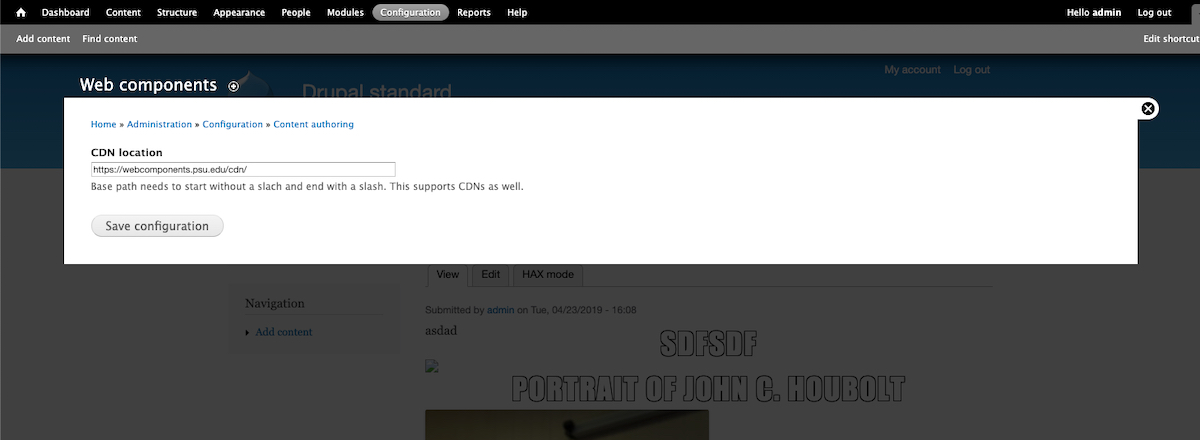 Dashboard Content Structure Appearance People Modules Configuration Reports Help Hello admin Log out
Add content Find content Edit shortcut
My account Log out
Web components
Drupal standard
Home » Administration » Configuration » Content authoring
CDN location
https://webcomponents.psu.edu/cdn/
Base path needs to start without a slach and end with a slash. This supports CDNs as well.
Save configuration
View Edit HAX mode
Navigation
Add content
Submitted by admin on Tue, 04/23/2019 - 16:08
asdad
SDFSDF
PORTRAIT OF JOHN C. HOUBOLT